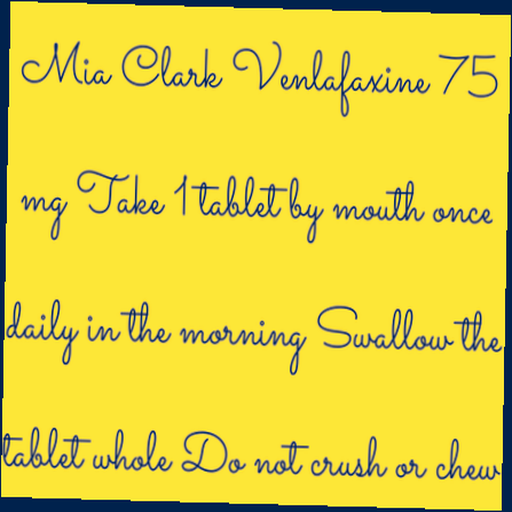 Mia Clark Venlafaxine 75
mg Take 1 tablet by mouth once
daily in the morning Swallow the
tablet whole Do not crush or chew